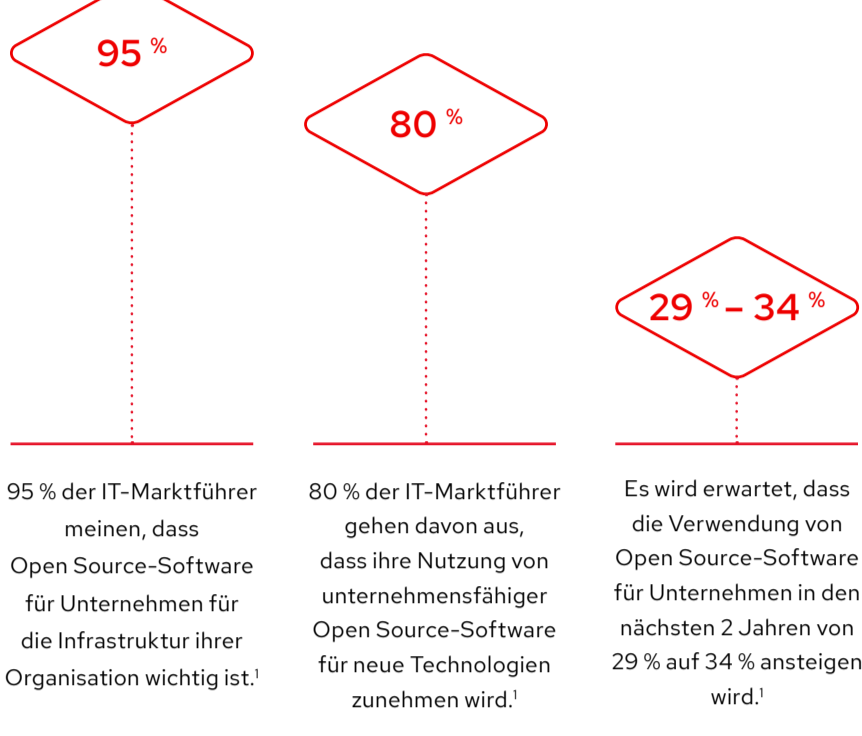 95 %
80 %
29 % – 34 %
95 % der IT-Marktführer
meinen, dass
Open Source-Software
für Unternehmen für
die Infrastruktur ihrer
Organisation wichtig ist.¹
80 % der IT-Marktführer
gehen davon aus,
dass ihre Nutzung von
unternehmensfähiger
Open Source-Software
für neue Technologien
zunehmen wird.¹
Es wird erwartet, dass
die Verwendung von
Open Source-Software
für Unternehmen in den
nächsten 2 Jahren von
29 % auf 34 % ansteigen
wird.¹